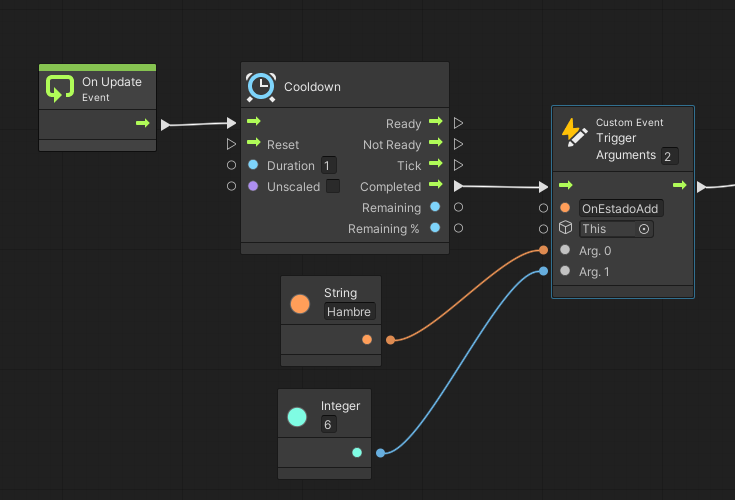 On Update
Event
Cooldown
Ready
Reset
Not Ready
Duration 1
Tick
Unscaled
Completed
Remaining
Remaining %
Custom Event
Trigger
Arguments 2
OnEstadoAdd
This
Arg. 0
Arg. 1
String
Hambre
Integer
6